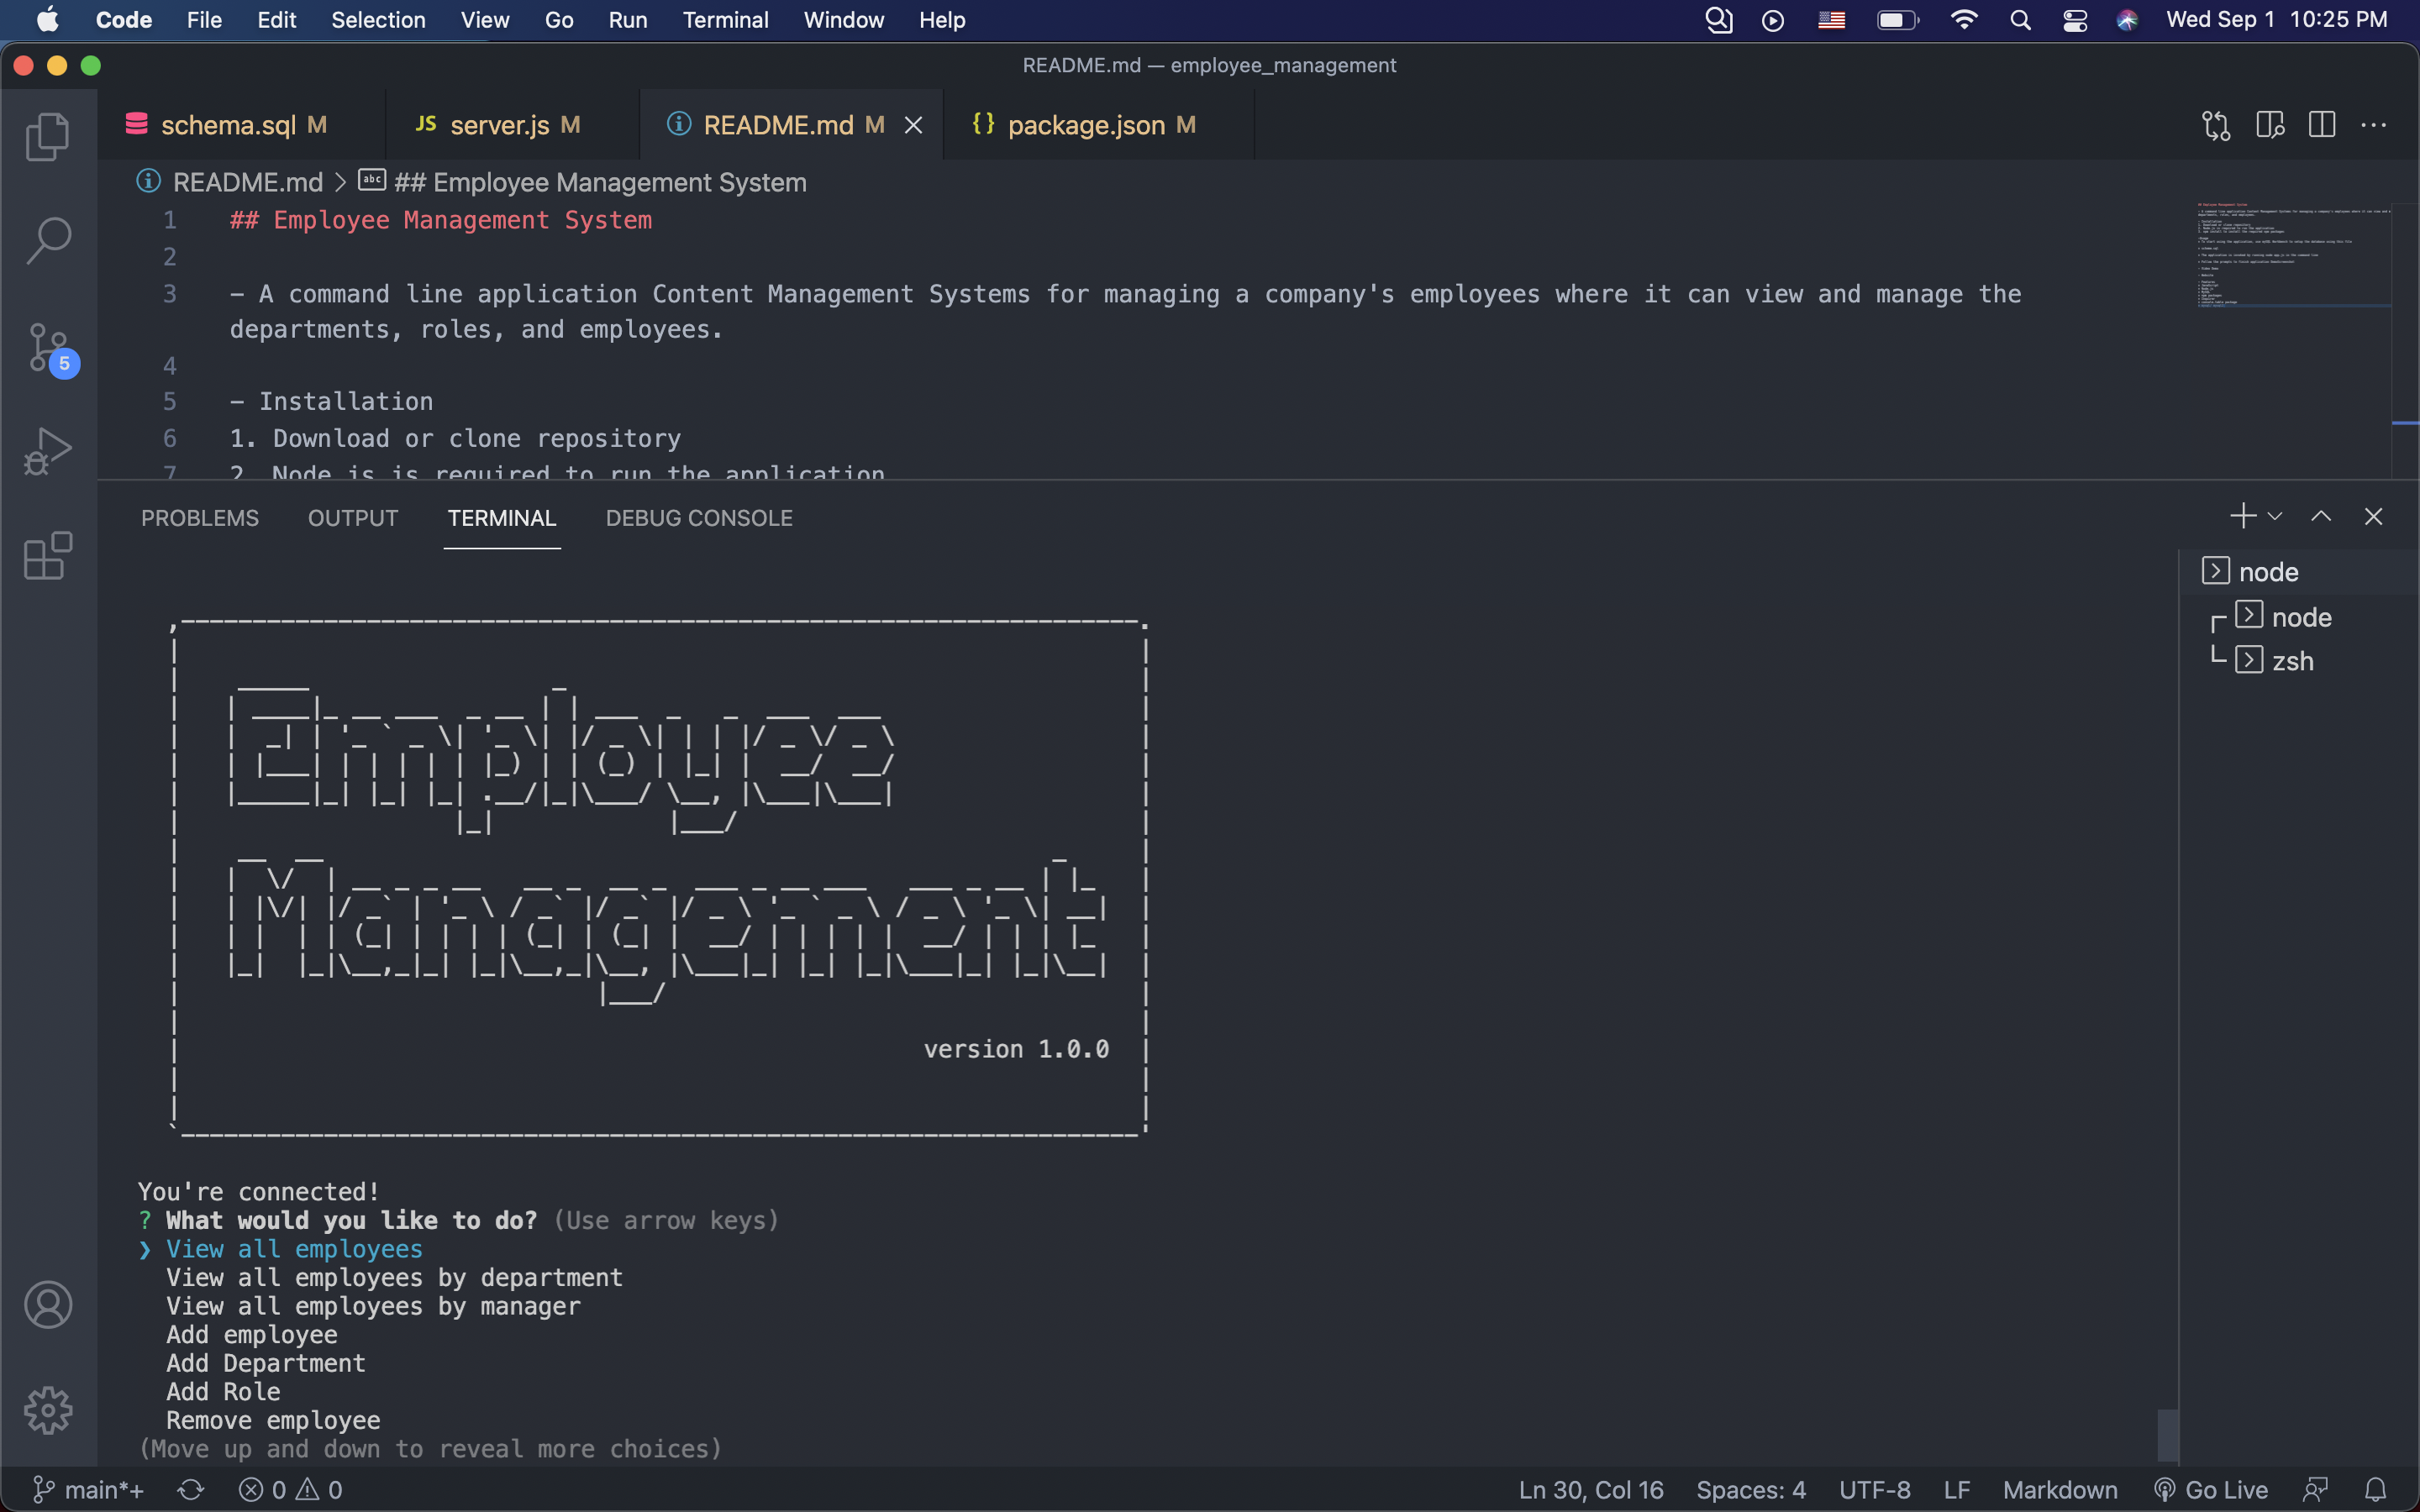 Code File Edit Selection View Go Run Terminal Window Help Wed Sep 1 10:25 PM
README.md — employee_management
schema.sql M JS server.js M README.md M {} package.json M
README.md > abc ## Employee Management System
1 ## Employee Management System
2
3 - A command line application Content Management Systems for managing a company's employees where it can view and manage the
departments, roles, and employees.
4
5 - Installation
6 1. Download or clone repository
7 2. Node js is required to run the application
5
PROBLEMS OUTPUT TERMINAL DEBUG CONSOLE
node
node
zsh
Employee
Management
version 1.0.0
You're connected!
? What would you like to do? (Use arrow keys)
❯ View all employees
View all employees by department
View all employees by manager
Add employee
Add Department
Add Role
Remove employee
(Move up and down to reveal more choices)
main*+ 0 0 Ln 30, Col 16 Spaces: 4 UTF-8 LF Markdown Go Live